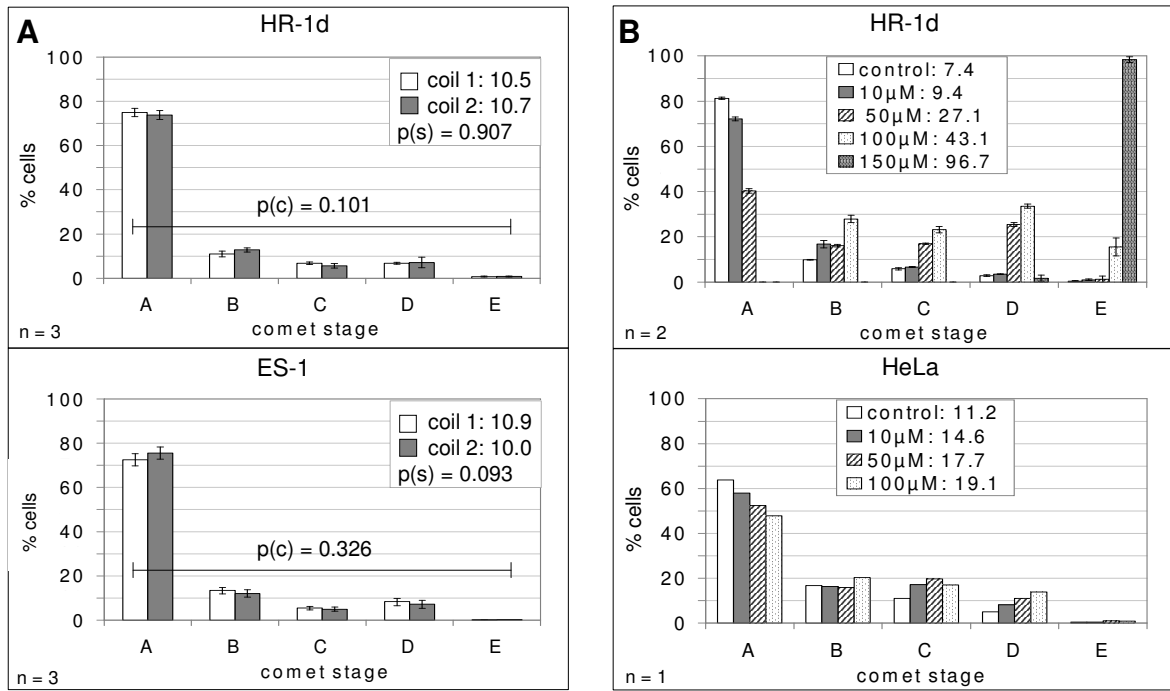 A
HR-1d
% cells
100
80
60
40
20
0
coil 1: 10.5
coil 2: 10.7
p(s) = 0.907
p(c) = 0.101
A B C D E
comet stage
n = 3
ES-1
% cells
100
80
60
40
20
0
coil 1: 10.9
coil 2: 10.0
p(s) = 0.093
p(c) = 0.326
A B C D E
comet stage
n = 3
B
HR-1d
% cells
100
80
60
40
20
0
control: 7.4
10µM: 9.4
50µM: 27.1
100µM: 43.1
150µM: 96.7
A B C D E
comet stage
n = 2
HeLa
% cells
100
80
60
40
20
0
control: 11.2
10µM: 14.6
50µM: 17.7
100µM: 19.1
A B C D E
comet stage
n = 1